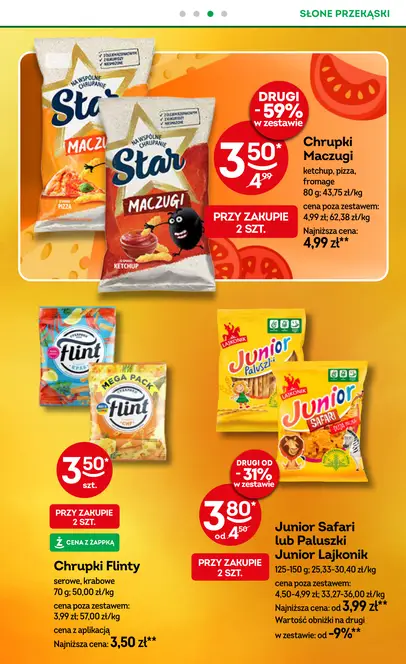 SŁONE PRZEKĄSKI
NA WSPÓLNE
CHRUPANIE
Star
MACZUGI
PIZZA
NA WSPÓLNE
CHRUPANIE
Star
MACZUGI
KETCHUP
DRUGI
-59%
w zestawie
3,50*
4,99
PRZY ZAKUPIE
2 SZT.
Chrupki
Maczugi
ketchup, pizza,
fromage
80 g; 43,75 zł/kg
cena poza zestawem:
4,99 zł; 62,38 zł/kg
Najniższa cena:
4,99 zł**
flint
MEGA PACK
flint
3,50*
szt.
PRZY ZAKUPIE
2 SZT.
CENA Z ŻAPPKĄ
Chrupki Flinty
serowe, krabowe
70 g; 50,00 zł/kg
cena poza zestawem:
3,99 zł; 57,00 zł/kg
cena z aplikacją
Najniższa cena: 3,50 zł**
LAJKONIK
Junior
Paluszki
LAJKONIK
Junior
SAFARI
DRUGI OD
-31%
w zestawie
3,80*
od 4,50
PRZY ZAKUPIE
2 SZT.
Junior Safari
lub Paluszki
Junior Lajkonik
125-150 g; 25,33-30,40 zł/kg
cena poza zestawem:
4,50-4,99 zł; 33,27-36,00 zł/kg
Najniższa cena: od 3,99 zł**
Wartość obniżki na drugi
w zestawie: od -9%**